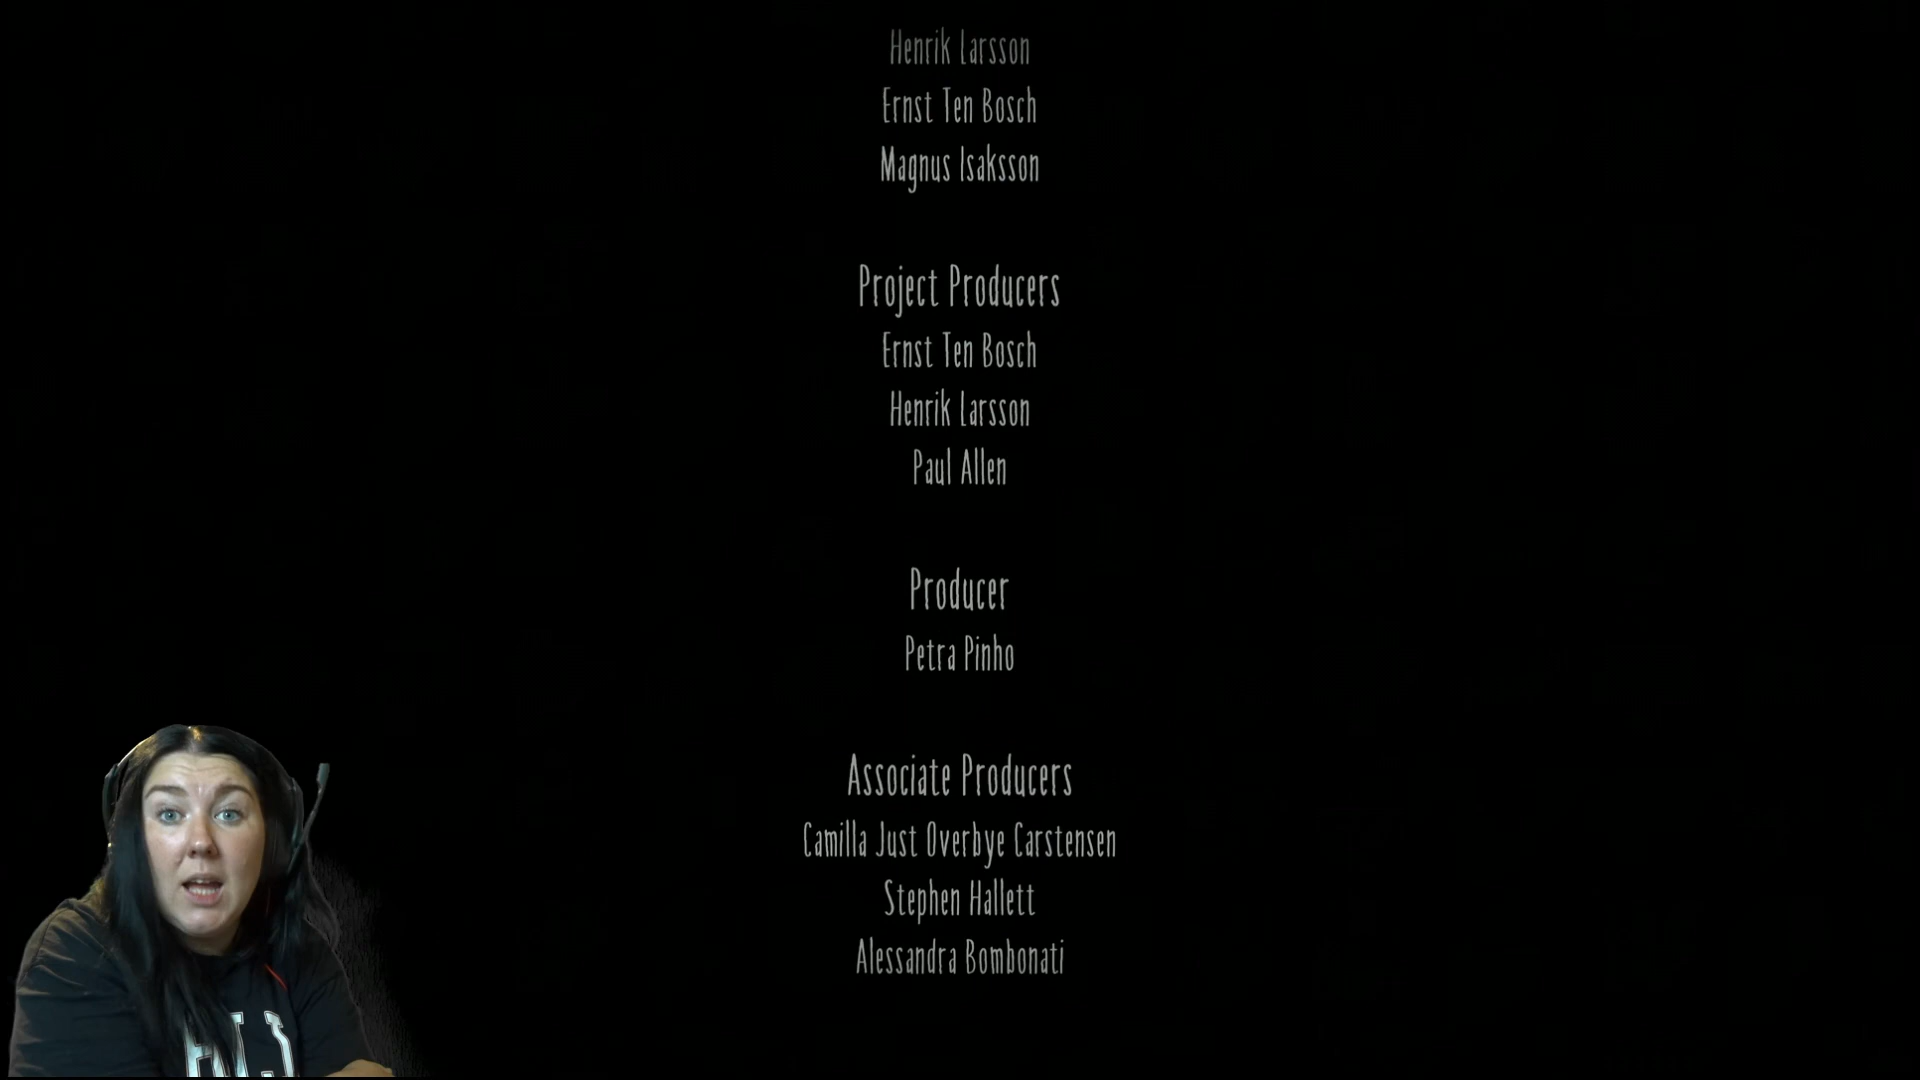 Henrik Larsson
Ernst Ten Bosch
Magnus Isaksson
Project Producers
Ernst Ten Bosch
Henrik Larsson
Paul Allen
Producer
Petra Pinho
Associate Producers
Camilla Just Overbye Carstensen
Stephen Hallett
Alessandra Bombonati